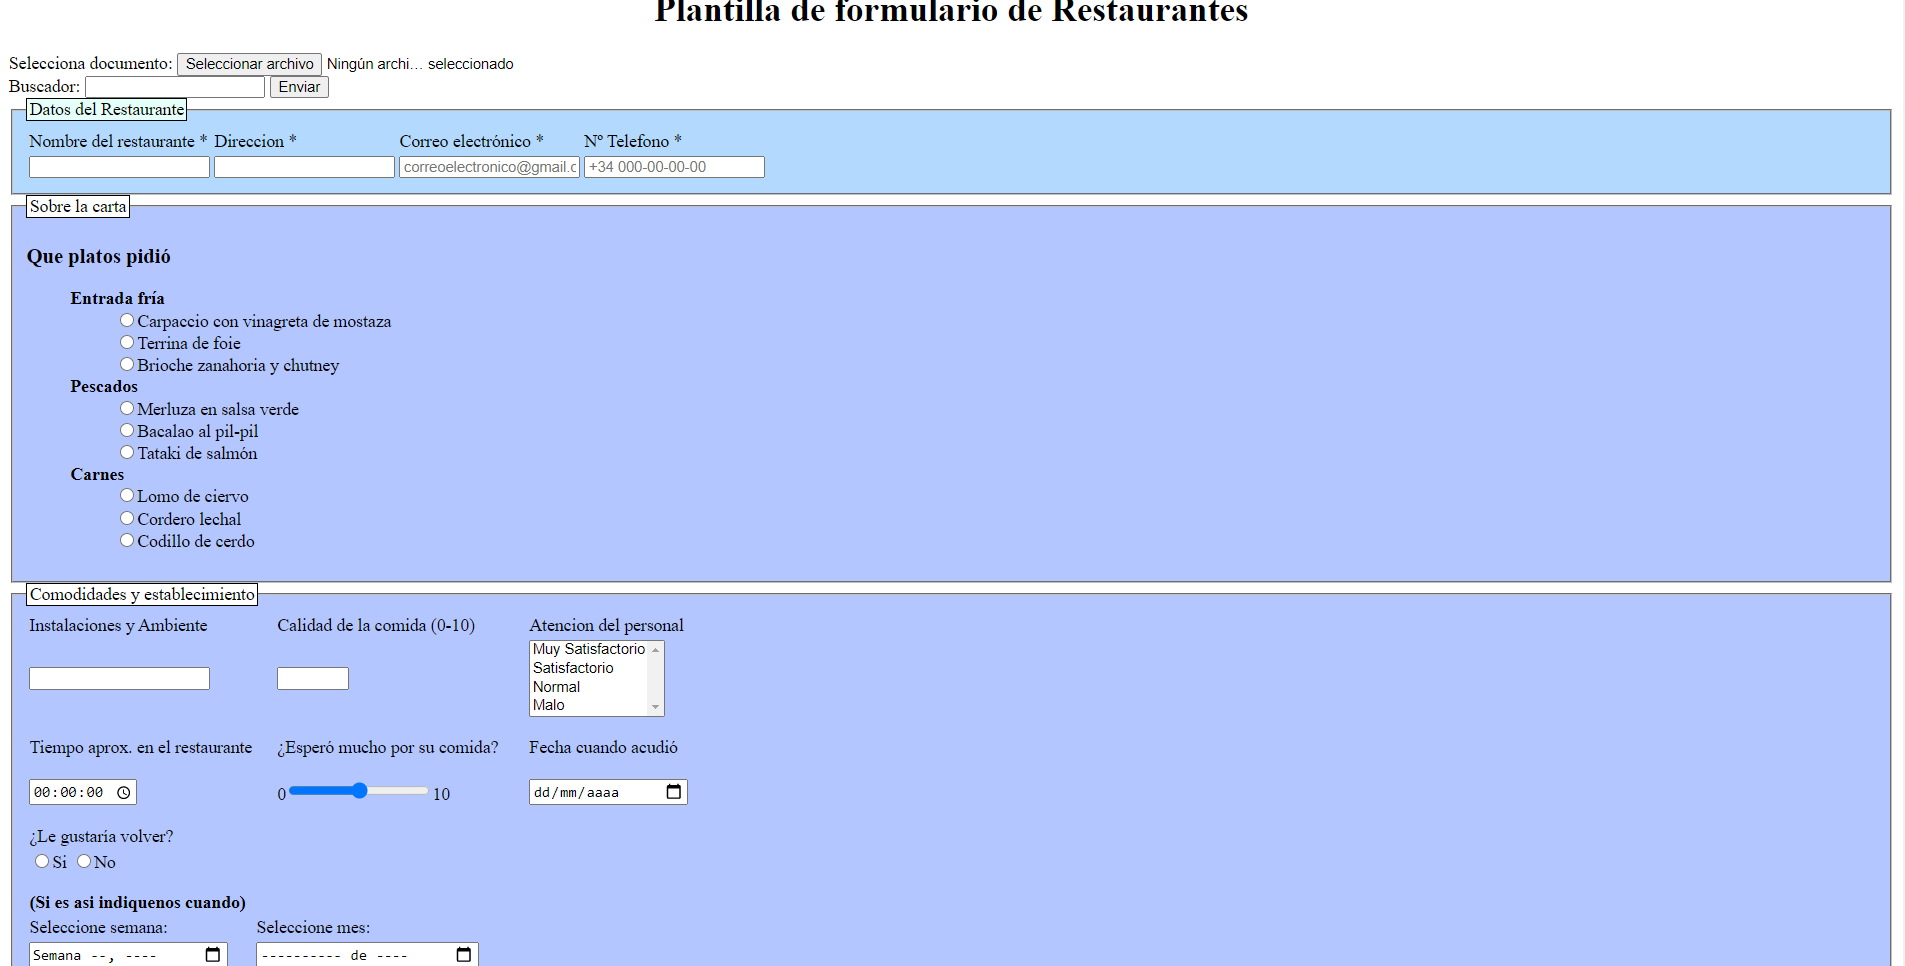 Plantilla de formulario de Restaurantes
Selecciona documento: Seleccionar archivo Ningún archi... seleccionado
Buscador: Enviar
Datos del Restaurante
Nombre del restaurante * Direccion * Correo electrónico * Nº Telefono *
correoelectronico@gmail.c +34 000-00-00-00
Sobre la carta
Que platos pidió
Entrada fría
Carpaccio con vinagreta de mostaza
Terrina de foie
Brioche zanahoria y chutney
Pescados
Merluza en salsa verde
Bacalao al pil-pil
Tataki de salmón
Carnes
Lomo de ciervo
Cordero lechal
Codillo de cerdo
Comodidades y establecimiento
Instalaciones y Ambiente Calidad de la comida (0-10) Atencion del personal
Muy Satisfactorio
Satisfactorio
Normal
Malo
Tiempo aprox. en el restaurante ¿Esperó mucho por su comida? Fecha cuando acudió
00:00:00 0 10 dd/mm/aaaa
¿Le gustaría volver?
Si No
(Si es asi indiquenos cuando)
Seleccione semana: Seleccione mes:
Semana --, ---- ---------- de ----